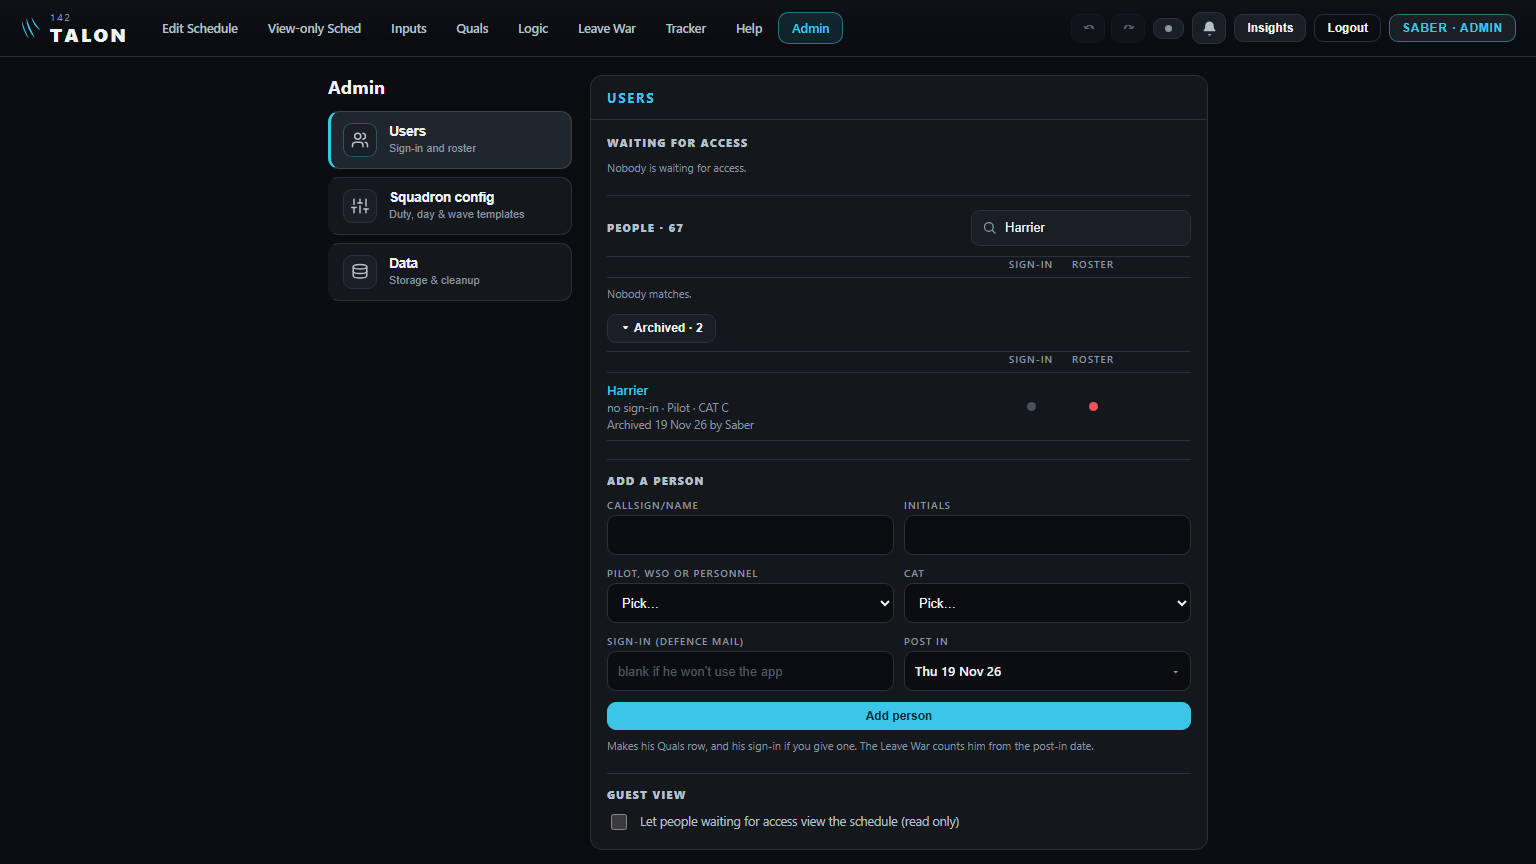 142
TALON
Edit Schedule
View-only Sched
Inputs
Quals
Logic
Leave War
Tracker
Help
Admin
Insights
Logout
SABER · ADMIN
Admin
Users
Sign-in and roster
Squadron config
Duty, day & wave templates
Data
Storage & cleanup
USERS
WAITING FOR ACCESS
Nobody is waiting for access.
PEOPLE · 67
Harrier
SIGN-IN ROSTER
Nobody matches.
Archived · 2
SIGN-IN ROSTER
Harrier
no sign-in · Pilot · CAT C
Archived 19 Nov 26 by Saber
ADD A PERSON
CALLSIGN/NAME
INITIALS
PILOT, WSO OR PERSONNEL
CAT
Pick...
Pick...
SIGN-IN (DEFENCE MAIL)
POST IN
blank if he won't use the app
Thu 19 Nov 26
Add person
Makes his Quals row, and his sign-in if you give one. The Leave War counts him from the post-in date.
GUEST VIEW
Let people waiting for access view the schedule (read only)